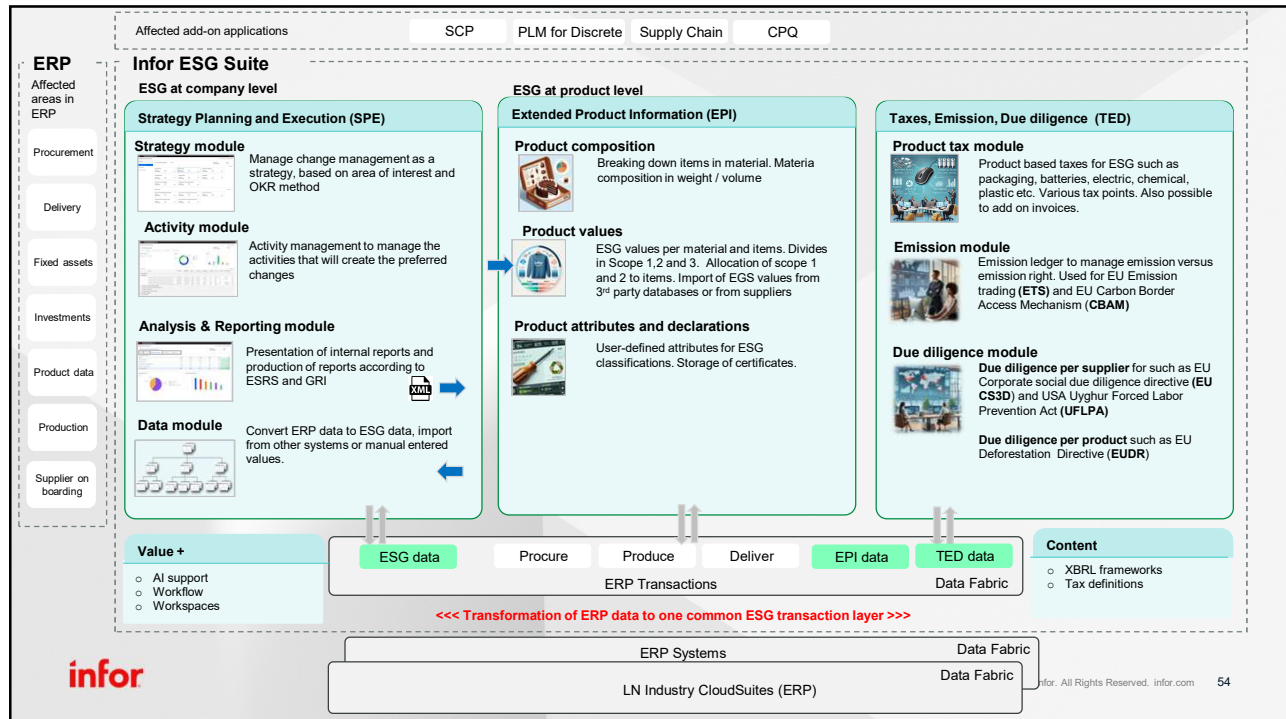 Affected add-on applications
SCP
PLM for Discrete
Supply Chain
CPQ
ERP
Affected
areas in
ERP
Procurement
Delivery
Fixed assets
Investments
Product data
Production
Supplier on
boarding
Infor ESG Suite
ESG at company level
Strategy Planning and Execution (SPE)
Strategy module
Manage change management as a
strategy, based on area of interest and
OKR method
Activity module
Activity management to manage the
activities that will create the preferred
changes
Analysis & Reporting module
Presentation of internal reports and
production of reports according to
ESRS and GRI
XML
Data module
Convert ERP data to ESG data, import
from other systems or manual entered
values.
ESG at product level
Extended Product Information (EPI)
Product composition
Breaking down items in material. Materia
composition in weight / volume
Product values
ESG values per material and items. Divides
in Scope 1,2 and 3. Allocation of scope 1
and 2 to items. Import of EGS values from
3rd party databases or from suppliers
Product attributes and declarations
User-defined attributes for ESG
classifications. Storage of certificates.
Taxes, Emission, Due diligence (TED)
Product tax module
Product based taxes for ESG such as
packaging, batteries, electric, chemical,
plastic etc. Various tax points. Also possible
to add on invoices.
Emission module
Emission ledger to manage emission versus
emission right. Used for EU Emission
trading (ETS) and EU Carbon Border
Access Mechanism (CBAM)
Due diligence module
Due diligence per supplier for such as EU
Corporate social due diligence directive (EU
CS3D) and USA Uyghur Forced Labor
Prevention Act (UFLPA)
Due diligence per product such as EU
Deforestation Directive (EUDR)
Value +
o AI support
o Workflow
o Workspaces
ESG data
Procure
Produce
Deliver
EPI data
TED data
ERP Transactions
Data Fabric
Content
o XBRL frameworks
o Tax definitions
<<< Transformation of ERP data to one common ESG transaction layer >>>
ERP Systems
Data Fabric
LN Industry CloudSuites (ERP)
Data Fabric
infor
nfor. All Rights Reserved. infor.com 54